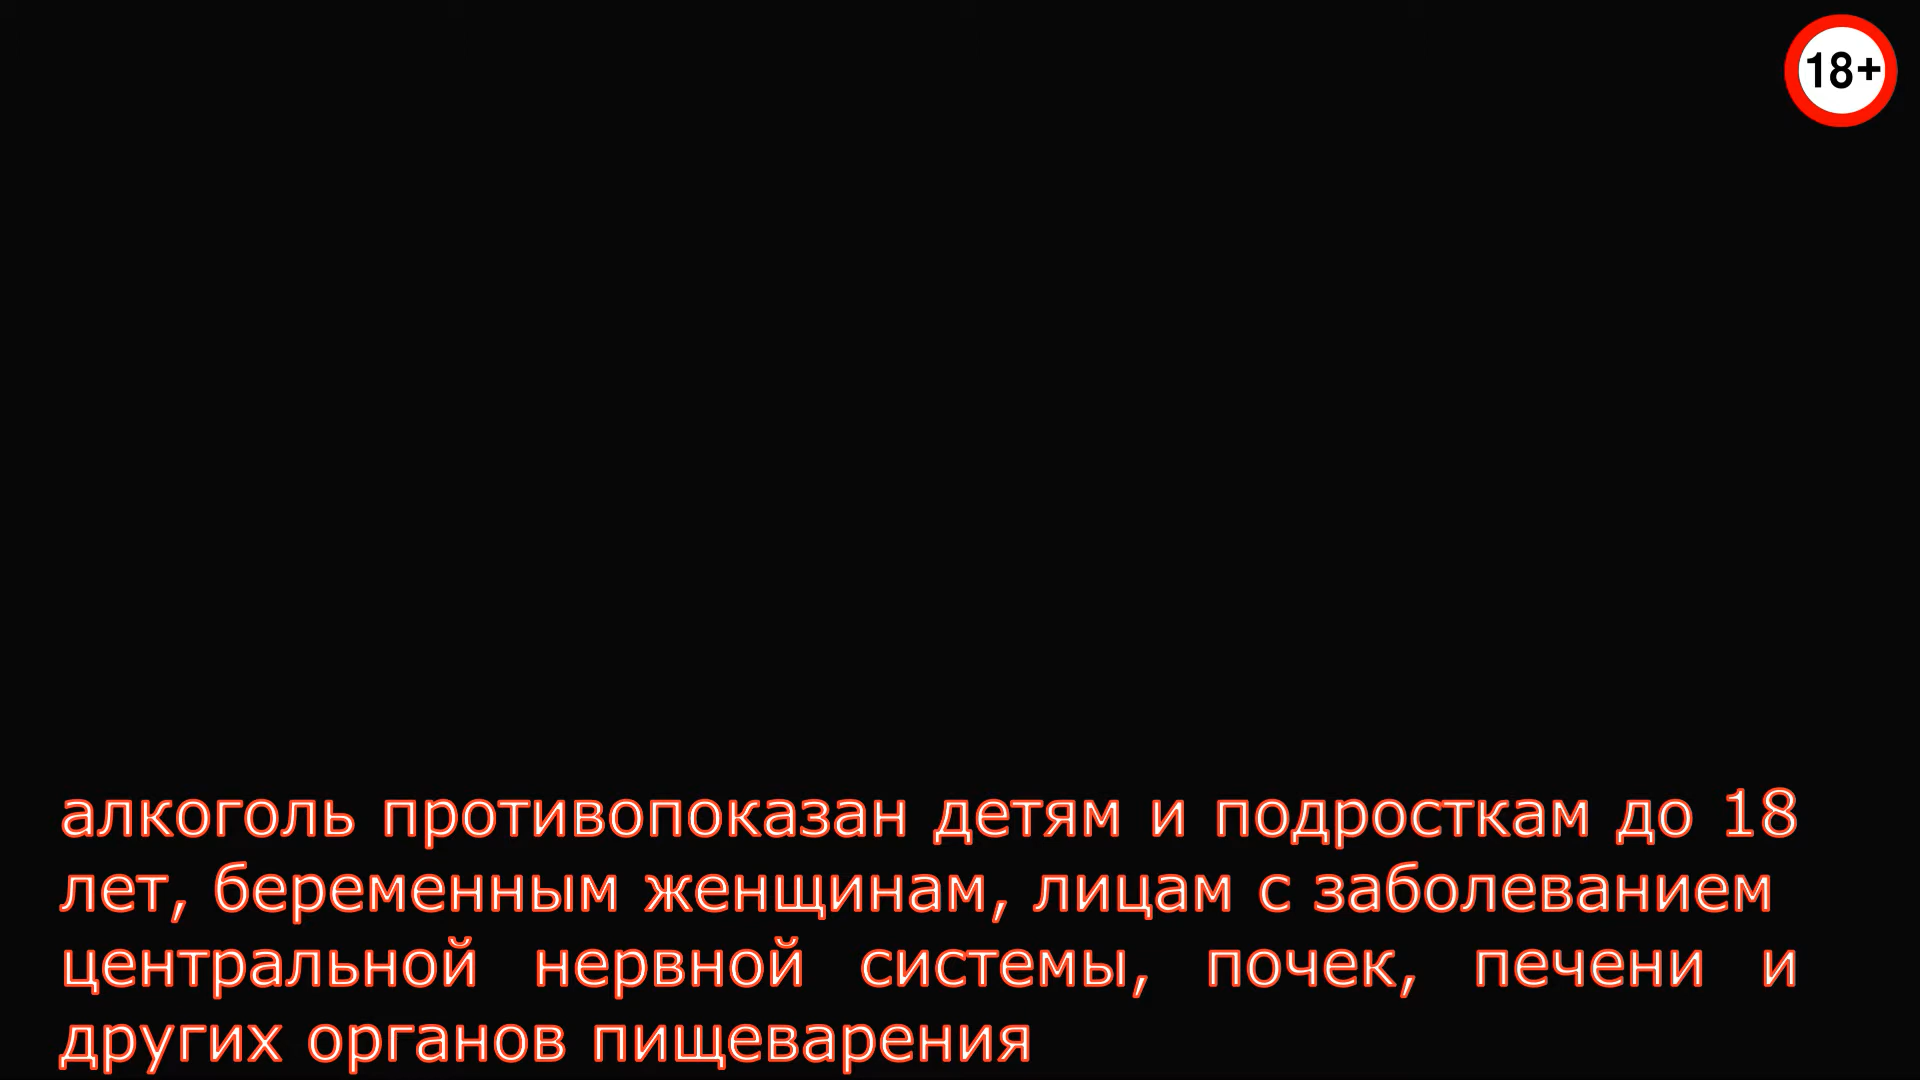 18+
алкоголь противопоказан детям и подросткам до 18
лет, беременным женщинам, лицам с заболеванием
центральной нервной системы, почек, печени и
других органов пищеварения